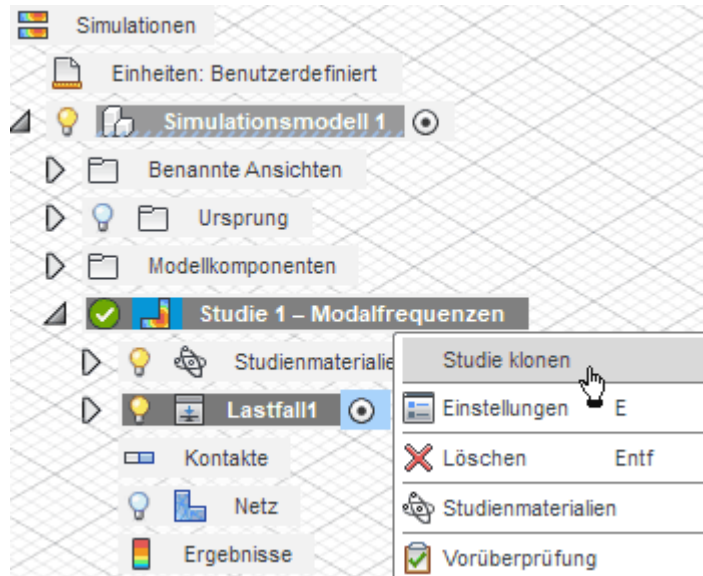 Simulationen
Einheiten: Benutzerdefiniert
Simulationsmodell 1
Benannte Ansichten
Ursprung
Modellkomponenten
Studie 1 – Modalfrequenzen
Studienmaterialie
Studie klonen
Lastfall1
Einstellungen E
Kontakte
Löschen Entf
Netz
Studienmaterialien
Ergebnisse
Vorüberprüfung